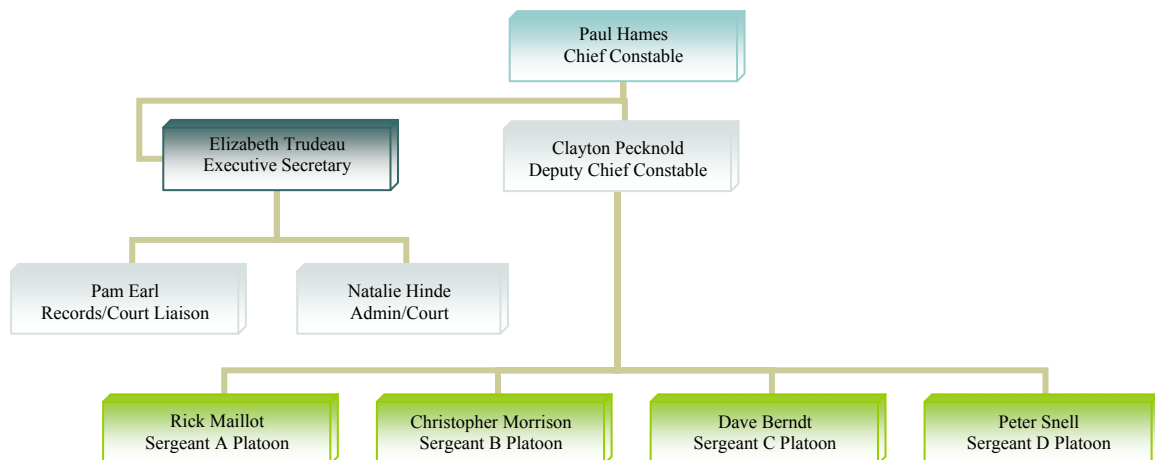 Paul Hames
Chief Constable
Elizabeth Trudeau
Executive Secretary
Clayton Pecknold
Deputy Chief Constable
Pam Earl
Records/Court Liaison
Natalie Hinde
Admin/Court
Rick Maillot
Sergeant A Platoon
Christopher Morrison
Sergeant B Platoon
Dave Berndt
Sergeant C Platoon
Peter Snell
Sergeant D Platoon